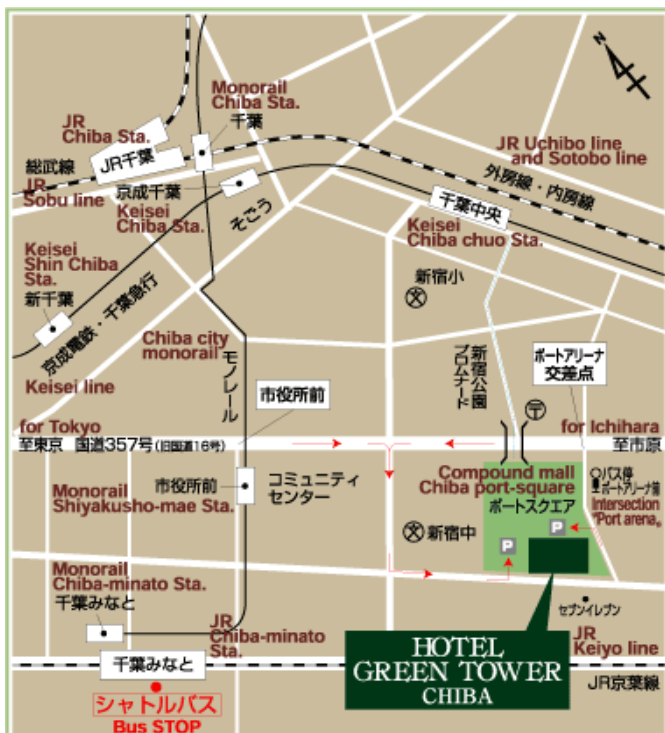 N
Monorail
Chiba Sta.
千葉
JR
Chiba Sta.
JR千葉
総武線
JR
Sobu line
京成千葉
Keisei
Chiba Sta.
そごう
JR Uchibo line
and Sotobo line
外房線・内房線
千葉中央
Keisei
Chiba chuo Sta.
Keisei
Shin Chiba
Sta.
新千葉
京成電鉄・千葉急行
Keisei line
新宿小
文
Chiba city
monorail
モノレール
新宿公園
プロムナード
ポートアリーナ
交差点
市役所前
〒
for Tokyo
至東京 国道357号(旧国道16号)
for Ichihara
至市原
Monorail
Shiyakusho-mae Sta.
市役所前
コミュニティ
センター
Compound mall
Chiba port-square
ポートスクエア
バス停
ポートアリーナ前
Intersection
"Port arena"
文 新宿中
P
P
Monorail
Chiba-minato Sta.
千葉みなと
JR
Chiba-minato
Sta.
千葉みなと
セブンイレブン
HOTEL
GREEN TOWER
CHIBA
JR
Keiyo line
JR京葉線
シャトルバス
Bus STOP